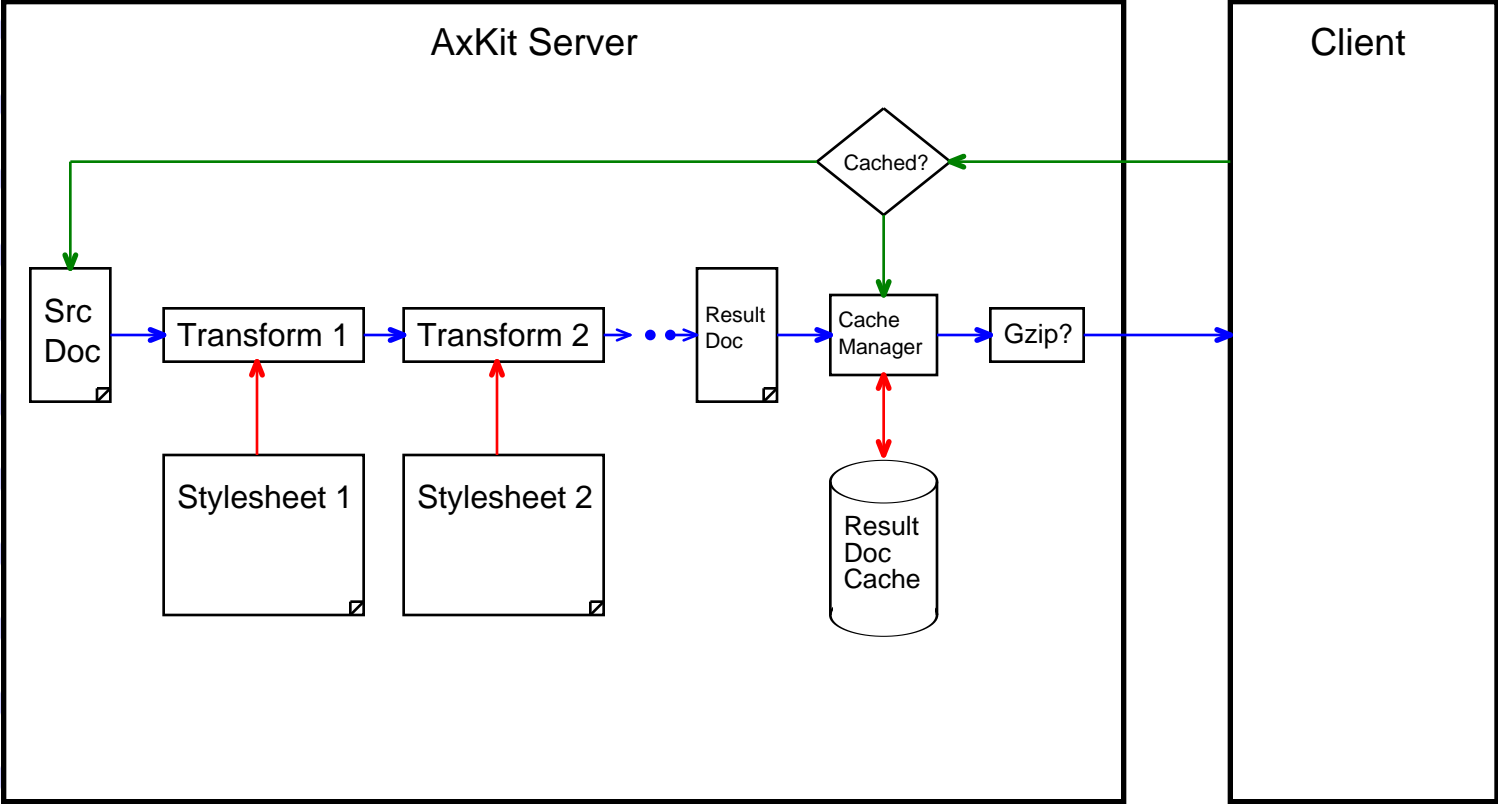 AxKit Server
Client
Cached?
Src
Doc
Transform 1
Transform 2
Result
Doc
Cache
Manager
Gzip?
Stylesheet 1
Stylesheet 2
Result
Doc
Cache